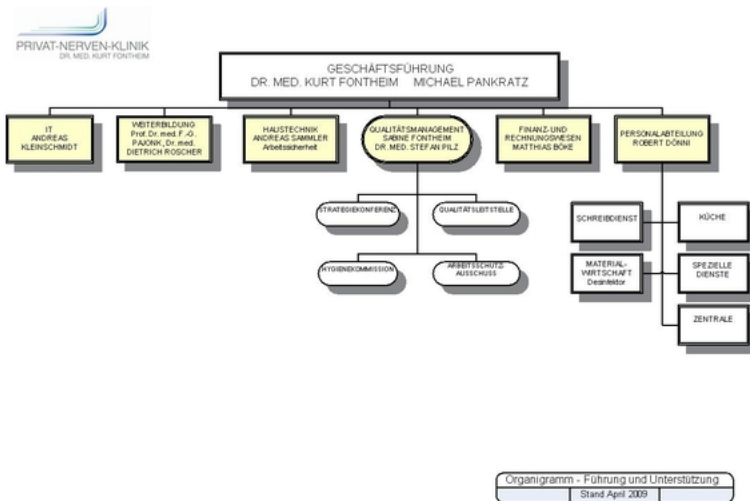 PRIVAT-NERVEN-KLINIK
DR. MED. KURT FONTHEIM
GESCHÄFTSFÜHRUNG
DR. MED. KURT FONTHEIM MICHAEL PANKRATZ
IT
ANDREAS
KLEINSCHMIDT
WEITERBILDUNG
Prof. Dr. med. F.-G.
PAJONK, Dr. med.
DIETRICH ROSCHER
HAUSTECHNIK
ANDREAS SAMMLER
Arbeitssicherheit
QUALITÄTSMANAGEMENT
SABINE FONTHEIM
DR. MED. STEFAN PILZ
FINANZ-UND
RECHNUNGSWESEN
MATTHIAS BÖKE
PERSONALABTEILUNG
ROBERT DÖNNI
STRATEGIEKONFERENZ
QUALITÄTSLEITSTELLE
SCHREIBDIENST
KÜCHE
HYGIENEKOMMISSION
ARBEITSSCHUTZ-
AUSSCHUSS
MATERIAL-
WIRTSCHAFT
Desinfektor
SPEZIELLE
DIENSTE
ZENTRALE
Organigramm - Führung und Unterstützung
Stand April 2009